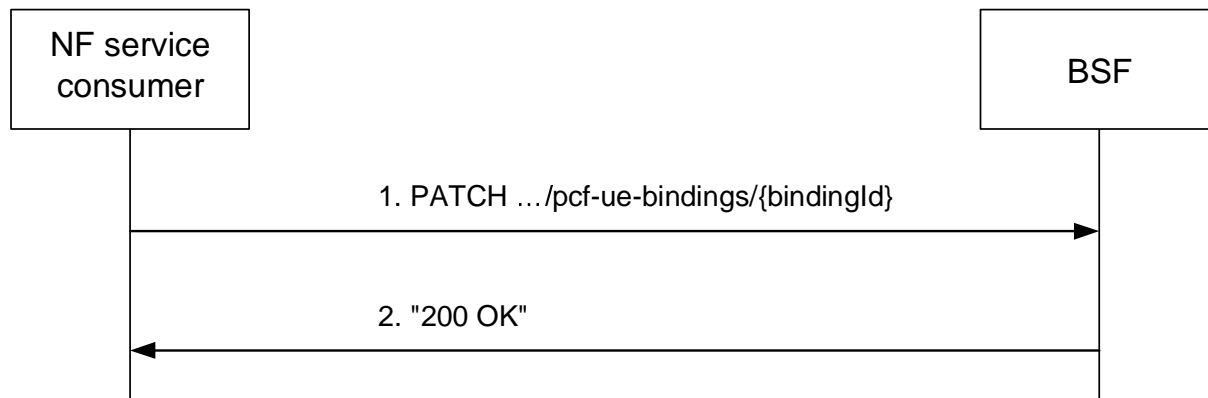 NF service
consumer
BSF
1. PATCH …/pcf-ue-bindings/{bindingId}
2. "200 OK"